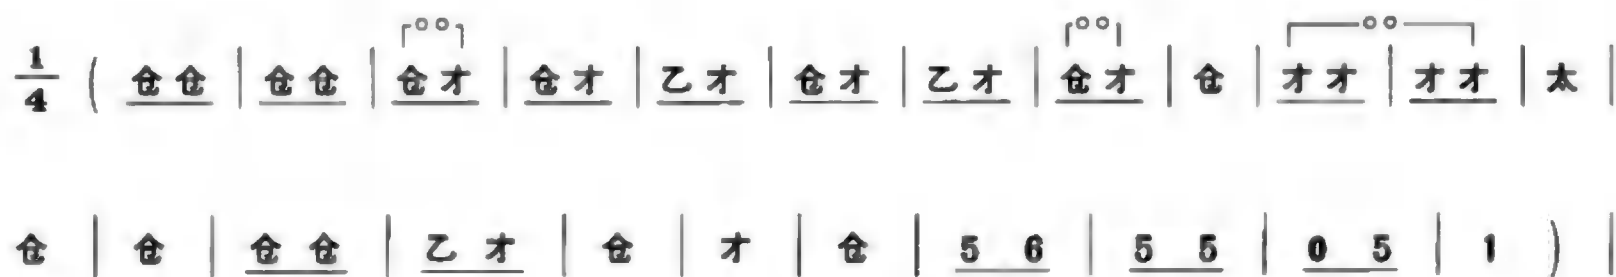 1/4 ( 仓仓 | 仓仓 | 仓才 | 仓才 | 乙才 | 仓才 | 乙才 | 仓才 | 仓 | 才才 | 才才 | 太 |
仓 | 仓 | 仓仓 | 乙才 | 仓 | 才 | 仓 | 5 6 | 5 5 | 0 5 | 1 ) |